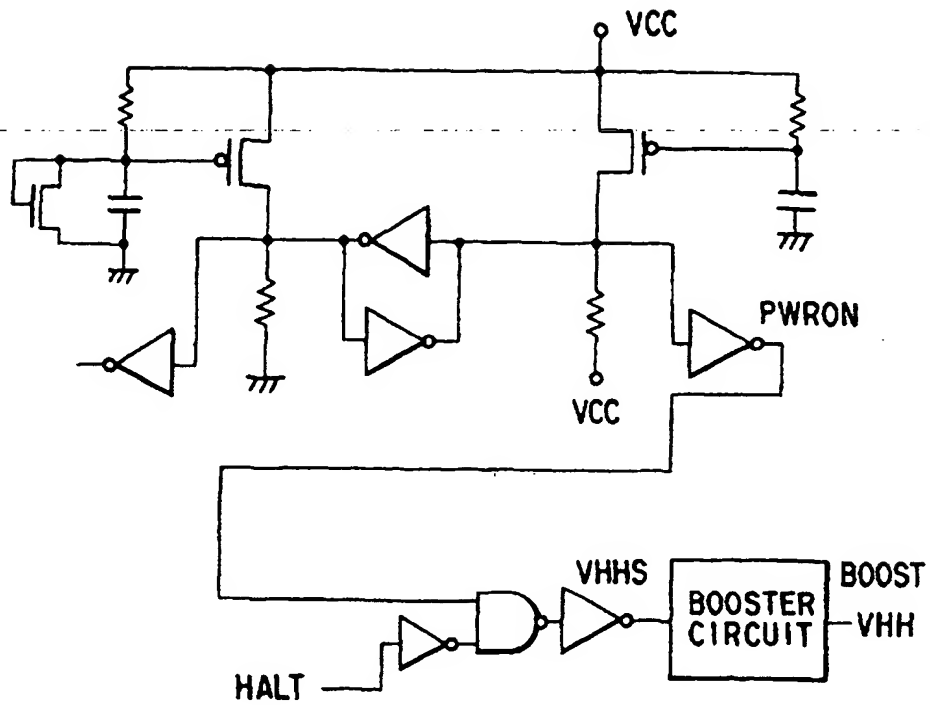 VCC
PWRON
VCC
VHHS
BOOST
BOOSTER
CIRCUIT
VHH
HALT